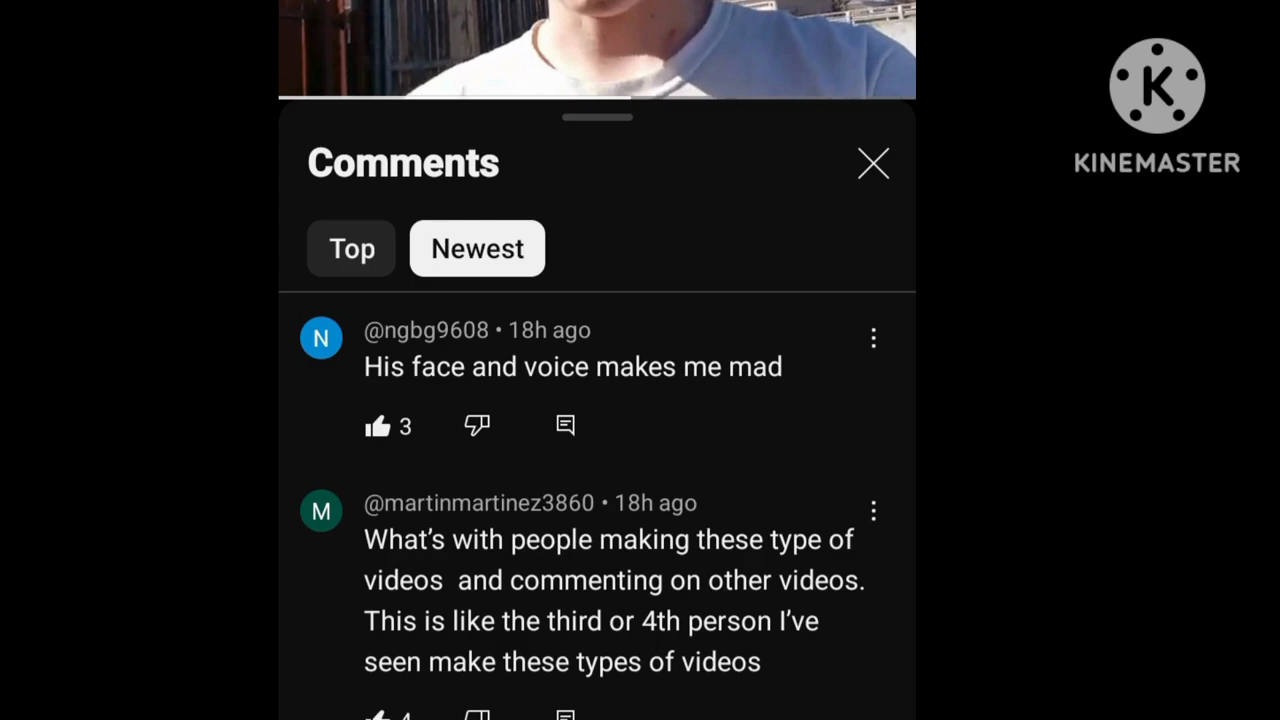 K
KINEMASTER
Comments
Top
Newest
N
@ngbg9608 • 18h ago
His face and voice makes me mad
3
M
@martinmartinez3860 • 18h ago
What’s with people making these type of
videos  and commenting on other videos.
This is like the third or 4th person I’ve
seen make these types of videos
4